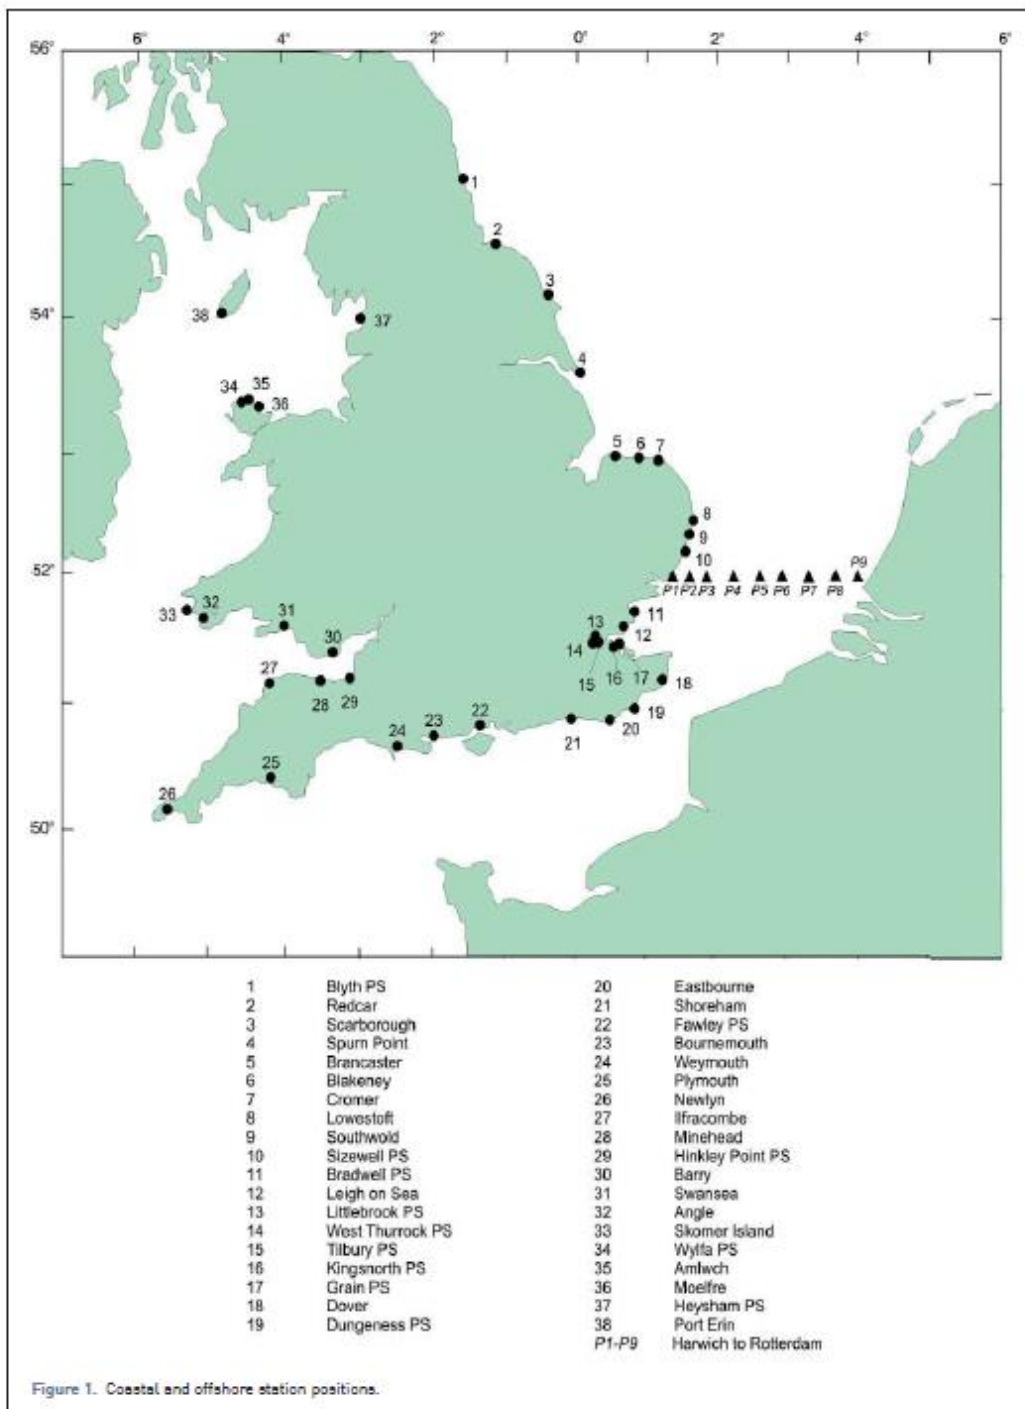 6° 4° 2° 0° 2° 4° 6°
56°
1
2
3
54°
38
37
4
34 35
36
5 6 7
8
9
10
P9
52°
P1 P2 P3 P4 P5 P6 P7 P8
33 32
31
11
30
13
12
14
27
15 16 17 18
28 29
19
22
20
24 23
21
25
26
50°
1 Blyth PS
2 Redcar
3 Scarborough
4 Spurn Point
5 Brancaster
6 Blakeney
7 Cromer
8 Lowestoft
9 Southwold
10 Sizewell PS
11 Bradwell PS
12 Leigh on Sea
13 Littlebrook PS
14 West Thurrock PS
15 Tilbury PS
16 Kingsnorth PS
17 Grain PS
18 Dover
19 Dungeness PS
20 Eastbourne
21 Shoreham
22 Fawley PS
23 Bournemouth
24 Weymouth
25 Plymouth
26 Newlyn
27 Ilfracombe
28 Minehead
29 Hinkley Point PS
30 Barry
31 Swansea
32 Angle
33 Skomer Island
34 Wylfa PS
35 Amlwch
36 Moelfre
37 Heysham PS
38 Port Erin
P1-P9 Harwich to Rotterdam
Figure 1. Coastal and offshore station positions.